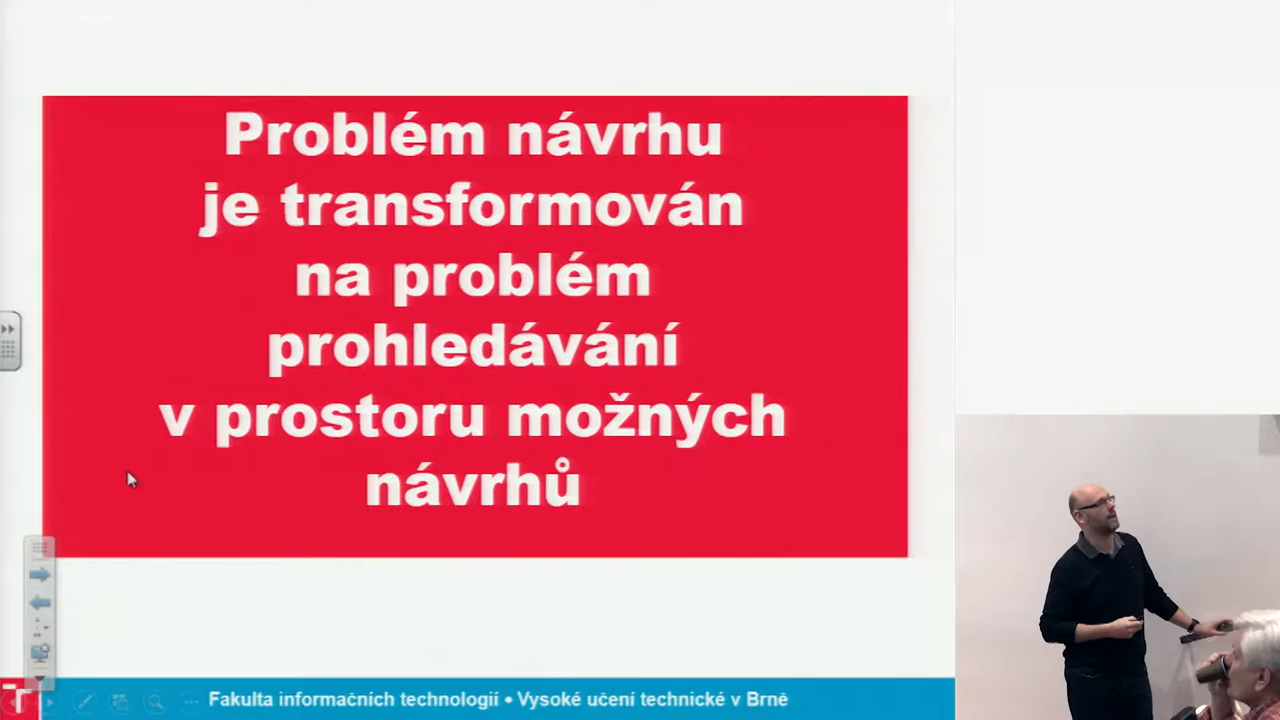 Problém návrhu
je transformován
na problém
prohledávání
v prostoru možných
návrhů
Fakulta informačních technologií • Vysoké učení technické v Brně